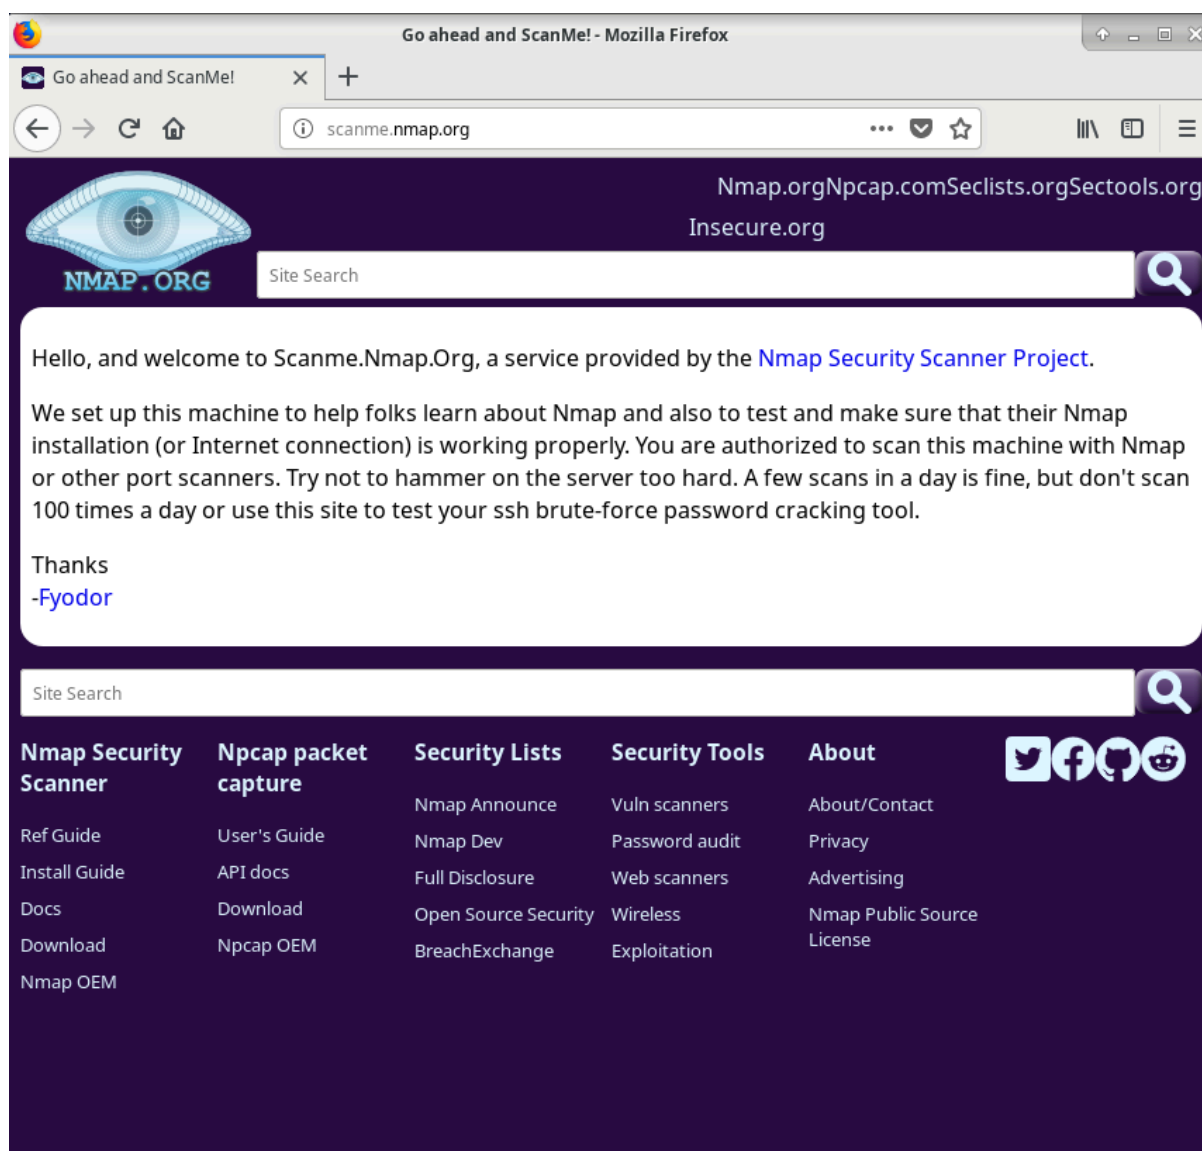 Go ahead and ScanMe! - Mozilla Firefox
Go ahead and ScanMe!
scanme.nmap.org
Nmap.orgNpcap.comSeclists.orgSectools.org
Insecure.org
NMAP.ORG
Site Search
Hello, and welcome to Scanme.Nmap.Org, a service provided by the Nmap Security Scanner Project.
We set up this machine to help folks learn about Nmap and also to test and make sure that their Nmap
installation (or Internet connection) is working properly. You are authorized to scan this machine with Nmap
or other port scanners. Try not to hammer on the server too hard. A few scans in a day is fine, but don't scan
100 times a day or use this site to test your ssh brute-force password cracking tool.
Thanks
-Fyodor
Site Search
Nmap Security
Scanner
Ref Guide
Install Guide
Docs
Download
Nmap OEM
Npcap packet
capture
User's Guide
API docs
Download
Npcap OEM
Security Lists
Nmap Announce
Nmap Dev
Full Disclosure
Open Source Security
BreachExchange
Security Tools
Vuln scanners
Password audit
Web scanners
Wireless
Exploitation
About
About/Contact
Privacy
Advertising
Nmap Public Source
License